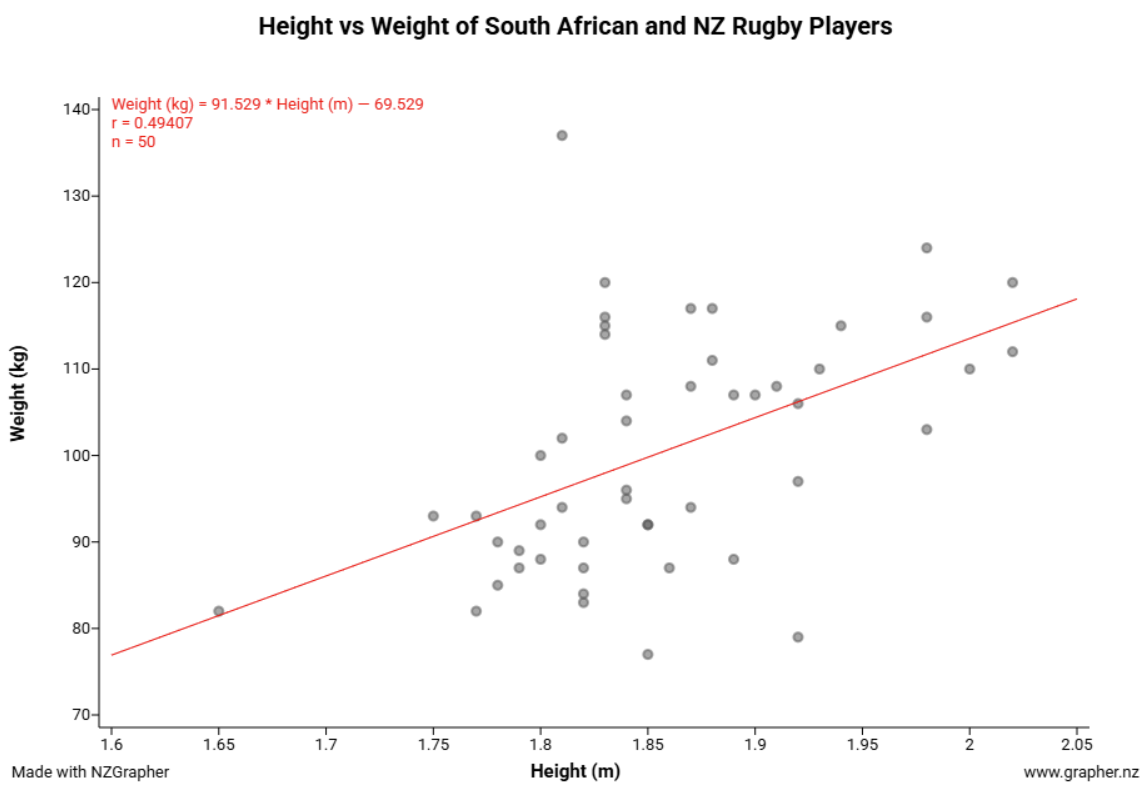 Height vs Weight of South African and NZ Rugby Players
Weight (kg) = 91.529 * Height (m) − 69.529
r = 0.49407
n = 50
140
130
120
110
100
90
80
70
Weight (kg)
1.6 1.65 1.7 1.75 1.8 1.85 1.9 1.95 2 2.05
Made with NZGrapher Height (m) www.grapher.nz